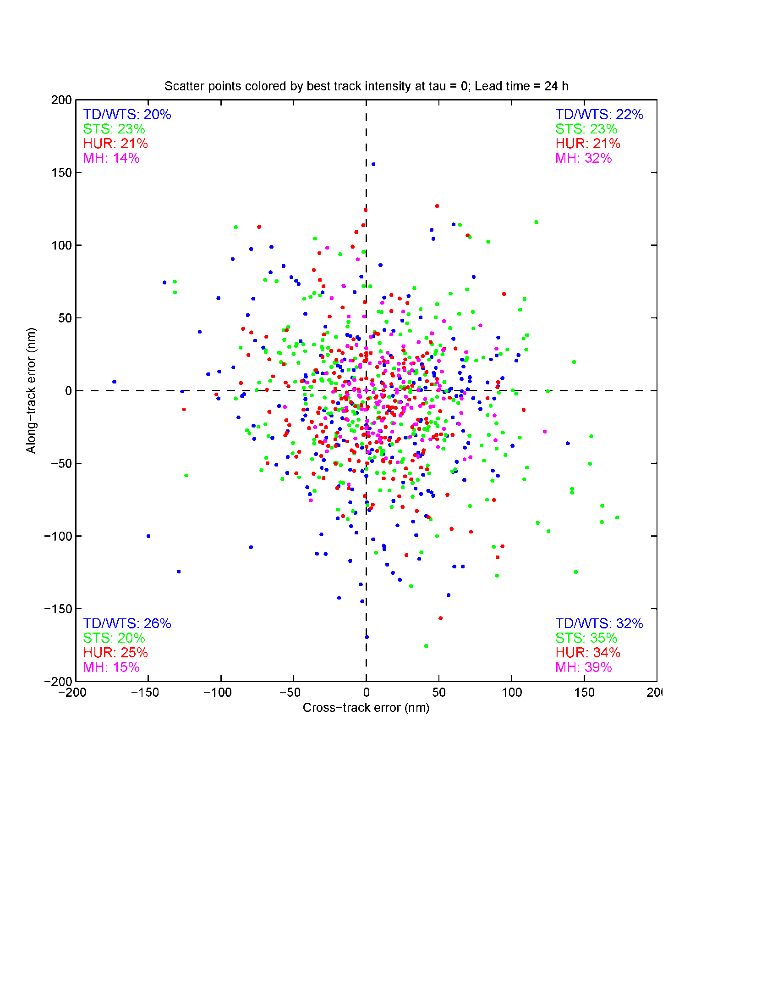 Scatter points colored by best track intensity at tau = 0; Lead time = 24 h
200
150
100
50
0
−50
−100
−150
−200
Along−track error (nm)
TD/WTS: 20%
STS: 23%
HUR: 21%
MH: 14%
TD/WTS: 22%
STS: 23%
HUR: 21%
MH: 32%
TD/WTS: 26%
STS: 20%
HUR: 25%
MH: 15%
TD/WTS: 32%
STS: 35%
HUR: 34%
MH: 39%
−200 −150 −100 −50 0 50 100 150 200
Cross−track error (nm)